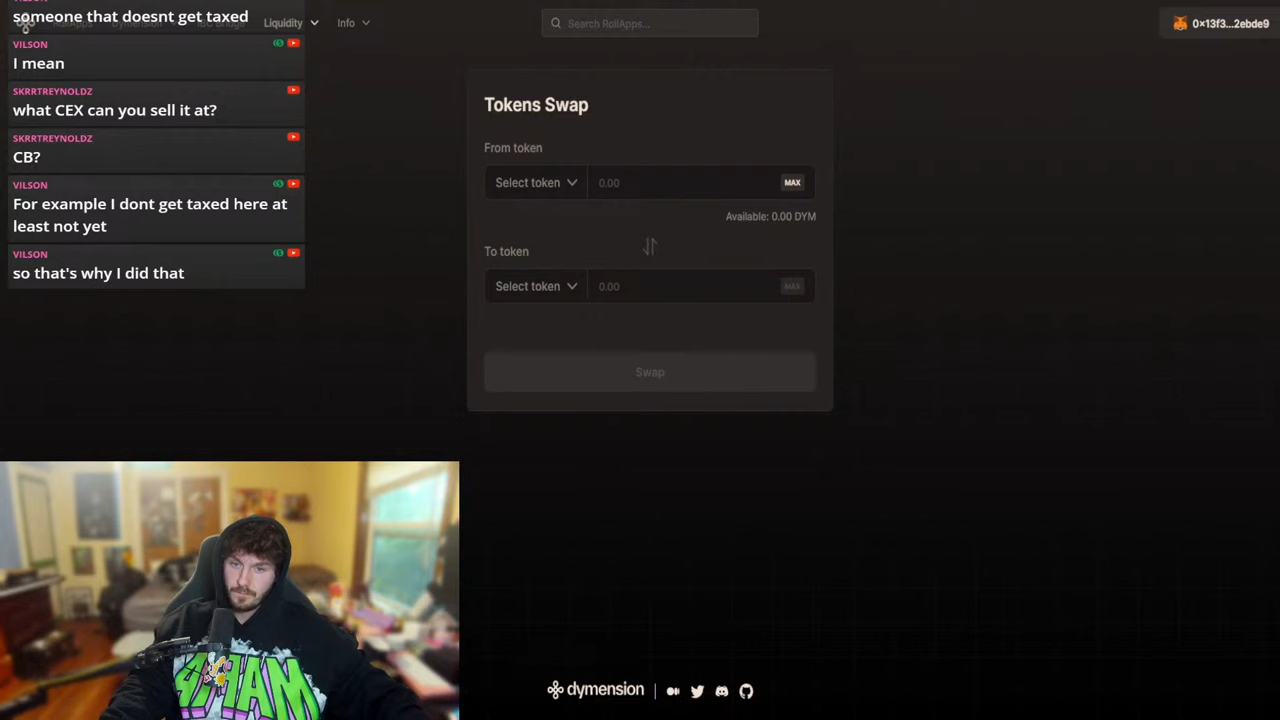 someone that doesnt get taxed
Liquidity
Info
Search RollApps...
0×13f3...2ebde9
VILSON
I mean
SKRRTREYNOLDZ
what CEX can you sell it at?
SKRRTREYNOLDZ
CB?
VILSON
For example I dont get taxed here at
least not yet
VILSON
so that's why I did that
Tokens Swap
From token
Select token
0.00
MAX
Available: 0.00 DYM
To token
Select token
0.00
MAX
Swap
MAFIA
dymension